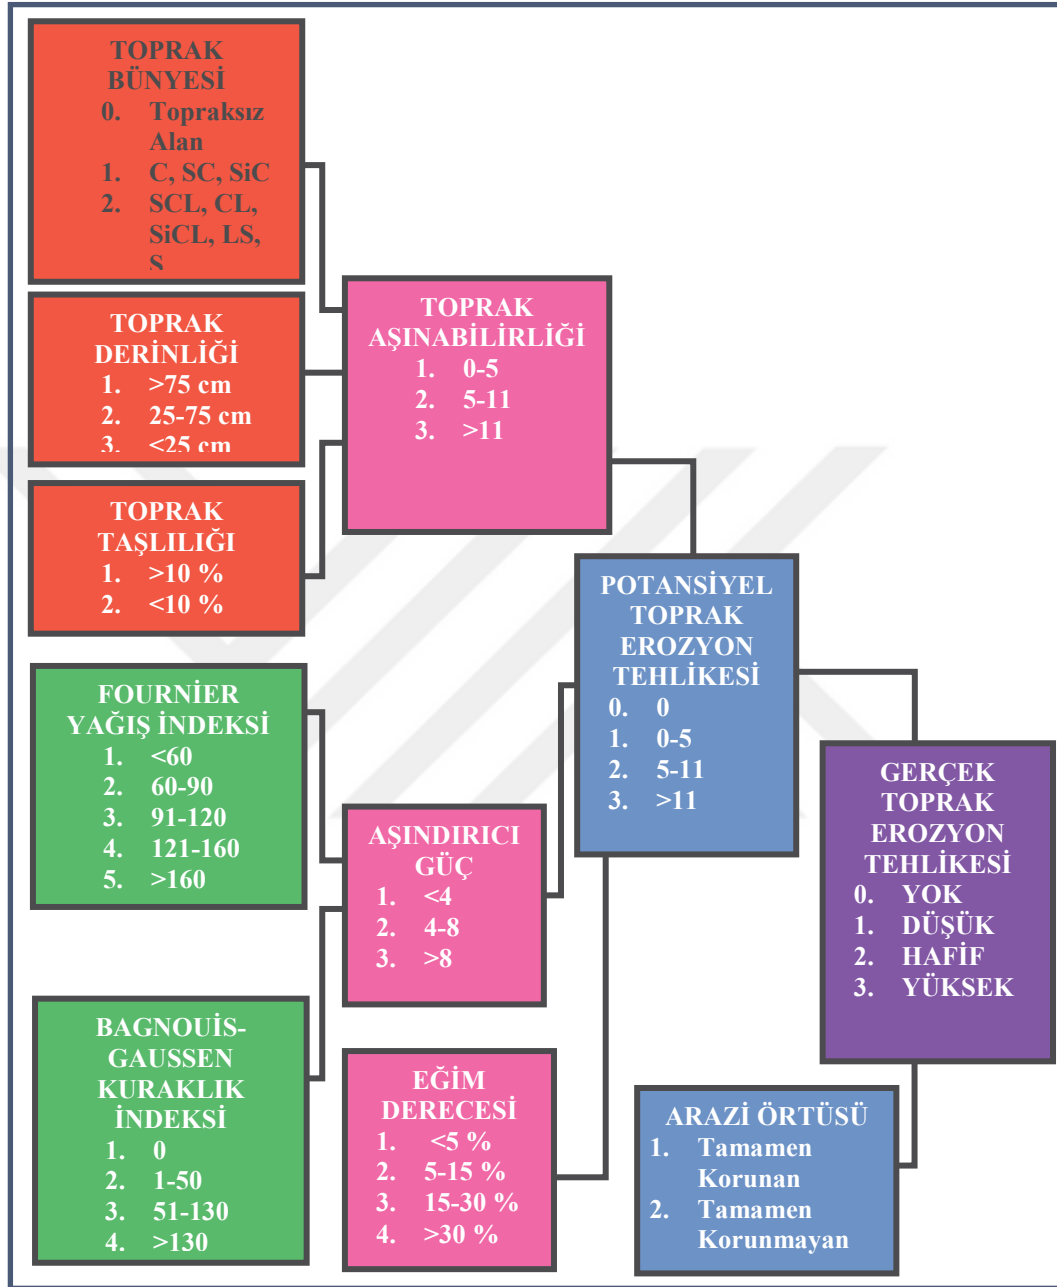 TOPRAK
BÜNYESİ
0. Topraksız
Alan
1. C, SC, SiC
2. SCL, CL,
SiCL, LS,
S
TOPRAK
DERİNLİĞİ
1. >75 cm
2. 25-75 cm
3. <25 cm
TOPRAK
TAŞLILIĞI
1. >10 %
2. <10 %
TOPRAK
AŞINABİLİRLİĞİ
1. 0-5
2. 5-11
3. >11
FOURNİER
YAĞIŞ İNDEKSİ
1. <60
2. 60-90
3. 91-120
4. 121-160
5. >160
BAGNOUİS-
GAUSSEN
KURAKLIK
İNDEKSİ
1. 0
2. 1-50
3. 51-130
4. >130
AŞINDIRICI
GÜÇ
1. <4
2. 4-8
3. >8
EĞİM
DERECESİ
1. <5 %
2. 5-15 %
3. 15-30 %
4. >30 %
POTANSİYEL
TOPRAK
EROZYON
TEHLİKESİ
0. 0
1. 0-5
2. 5-11
3. >11
GERÇEK
TOPRAK
EROZYON
TEHLİKESİ
0. YOK
1. DÜŞÜK
2. HAFİF
3. YÜKSEK
ARAZİ ÖRTÜSÜ
1. Tamamen
Korunan
2. Tamamen
Korunmayan